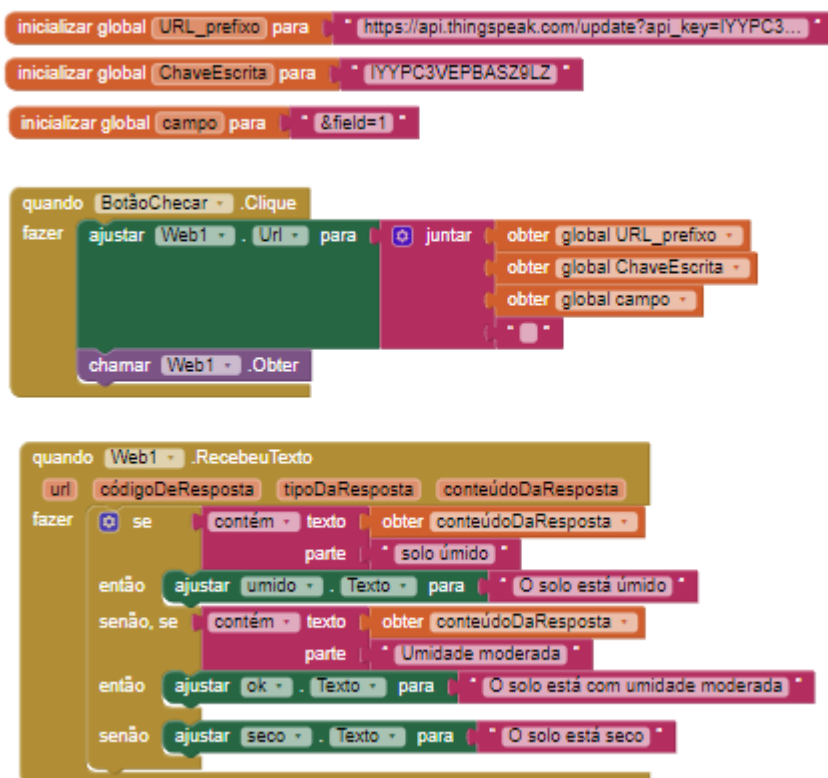 inicializar global URL_prefixo para " https://api.thingspeak.com/update?api_key=IYYPC3... "
inicializar global ChaveEscrita para " IYYPC3VEPBASZ9LZ "
inicializar global campo para " &field=1 "
quando BotãoChecar .Clique
fazer ajustar Web1 . Url para juntar obter global URL_prefixo
obter global ChaveEscrita
obter global campo
" "
chamar Web1 .Obter
quando Web1 .RecebeuTexto
url códigoDeResposta tipoDaResposta conteúdoDaResposta
fazer se contém texto obter conteúdoDaResposta
parte " solo úmido "
então ajustar umido . Texto para " O solo está úmido "
senão, se contém texto obter conteúdoDaResposta
parte " Umidade moderada "
então ajustar ok . Texto para " O solo está com umidade moderada "
senão ajustar seco . Texto para " O solo está seco "